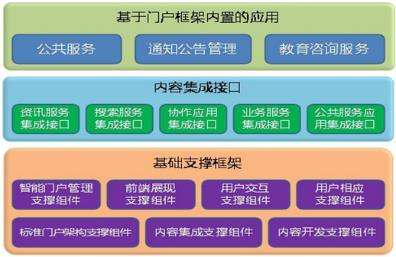 基于门户框架内置的应用
公共服务 通知公告管理 教育咨询服务
内容集成接口
资讯服务 搜索服务 协作应用 业务服务 公共服务应
集成接口 集成接口 集成接口 集成接口 用集成接口
基础支撑框架
智能门户管理 前端展现 用户交互 用户相应
支撑组件 支撑组件 支撑组件 支撑组件
标准门户架构支撑组件 内容集成支撑组件 内容开发支撑组件